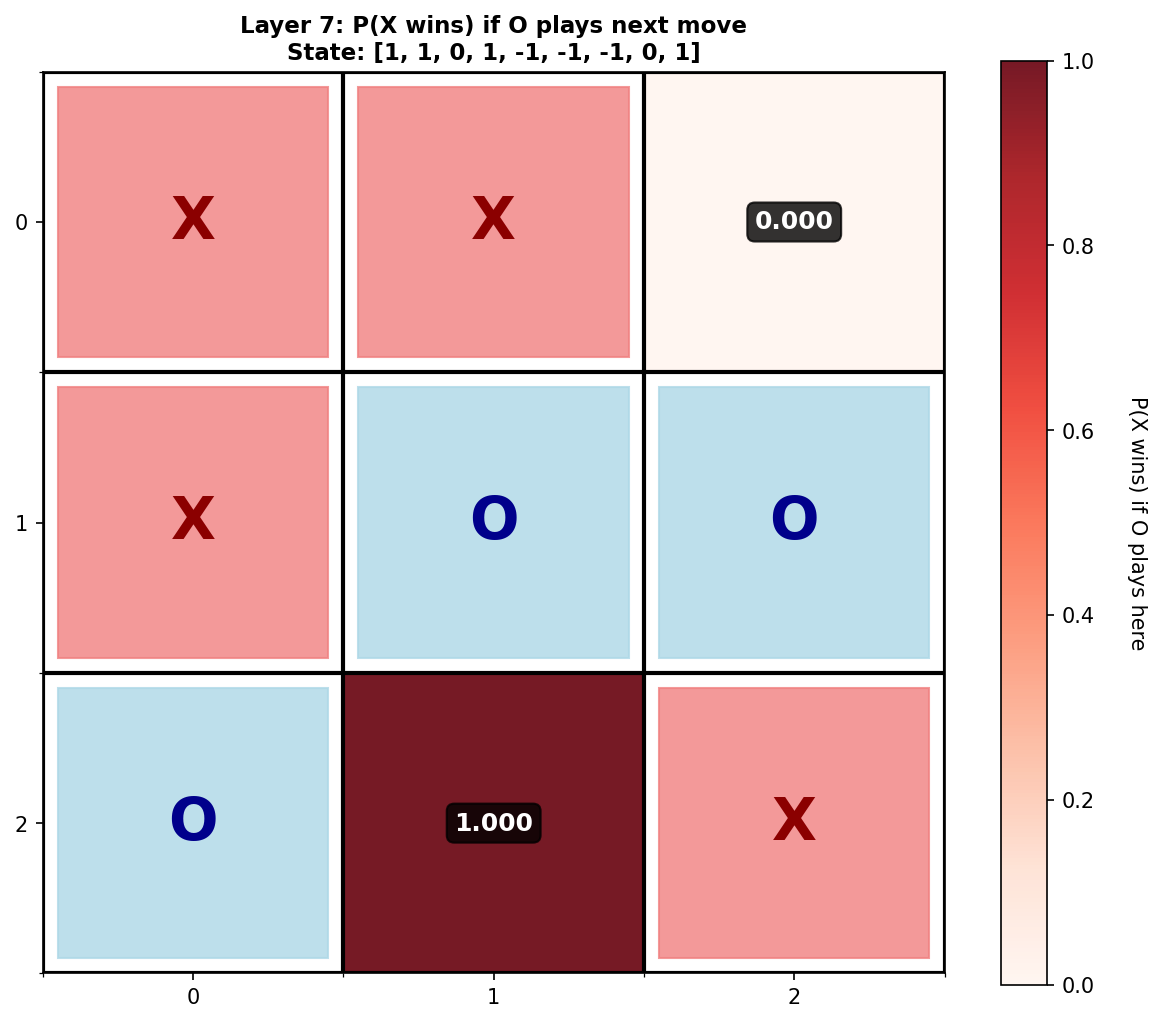 Layer 7: P(X wins) if O plays next move
State: [1, 1, 0, 1, -1, -1, -1, 0, 1]
0
X
X
0.000
1
X
O
O
2
O
1.000
X
0
1
2
1.0
0.8
0.6
0.4
0.2
0.0
P(X wins) if O plays here